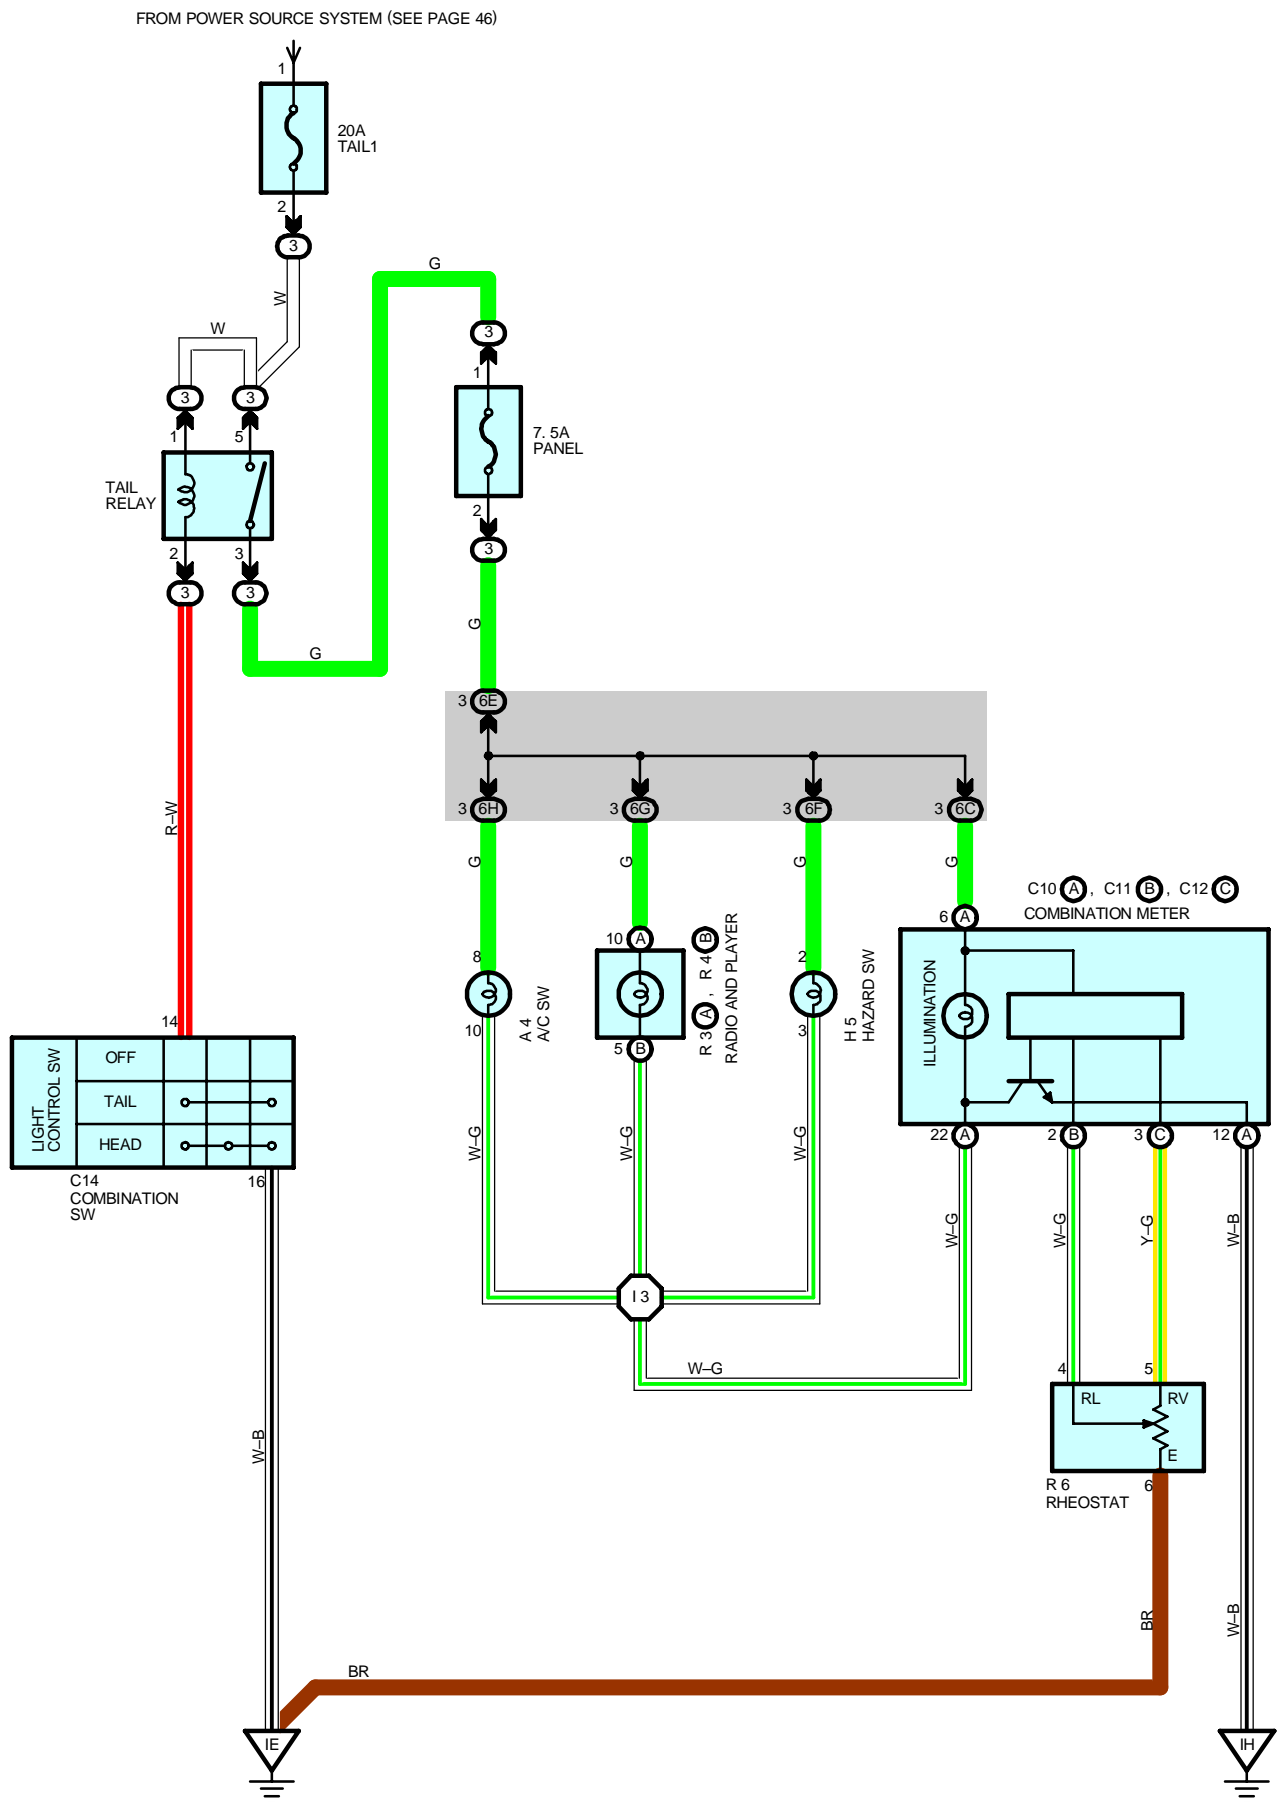 FROM POWER SOURCE SYSTEM (SEE PAGE 46)
1
20A
TAIL1
2
3
W
W
G
3
3
3
1
5
1
7. 5A
PANEL
TAIL
RELAY
2
3
2
3
3
3
G
G
3 6E
3 6H
3 6G
3 6F
3 6C
R–W
G
G
G
G
C10 A , C11 B , C12 C
COMBINATION METER
6 A
10 A
8
2
A 4
A/C SW
R 3 A , R 4 B
RADIO AND PLAYER
H 5
HAZARD SW
ILLUMINATION
10
5 B
3
14
LIGHT
CONTROL SW
OFF
TAIL
HEAD
C14
COMBINATION
SW
16
22 A
2 B
3 C
12 A
W–G
W–G
W–G
W–G
W–G
Y–G
W–B
I 3
W–G
4
5
RL
RV
E
R 6
RHEOSTAT
6
W–B
BR
W–B
BR
IE
IH